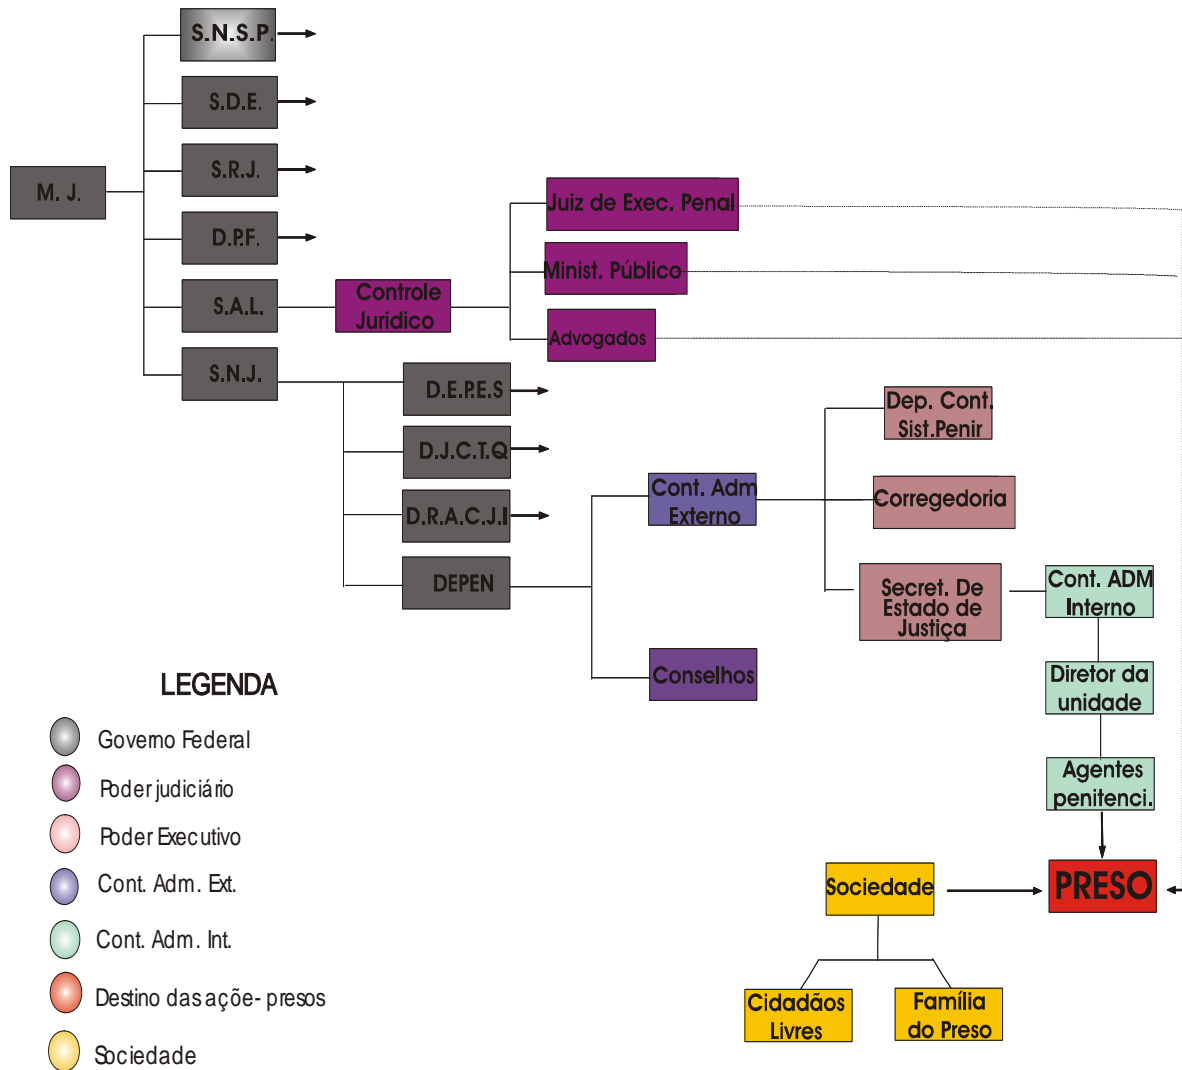 S.N.S.P.
S.D.E.
S.R.J.
M. J.
Juiz de Exec. Penal
D.P.F.
Minist. Público
S.A.L.
Controle
Juridico
Advogados
S.N.J.
D.E.P.E.S
Dep. Cont.
Sist.Penir
D.J.C.T.Q
Cont. Adm
Externo
Corregedoria
D.R.A.C.J.I
DEPEN
Secret. De
Estado de
Justiça
Cont. ADM
Interno
Conselhos
Diretor da
unidade
Agentes
penitenci.
Sociedade
PRESO
Cidadãos
Livres
Família
do Preso
LEGENDA
Governo Federal
Poder judiciário
Poder Executivo
Cont. Adm. Ext.
Cont. Adm. Int.
Destino das açõe- presos
Sociedade